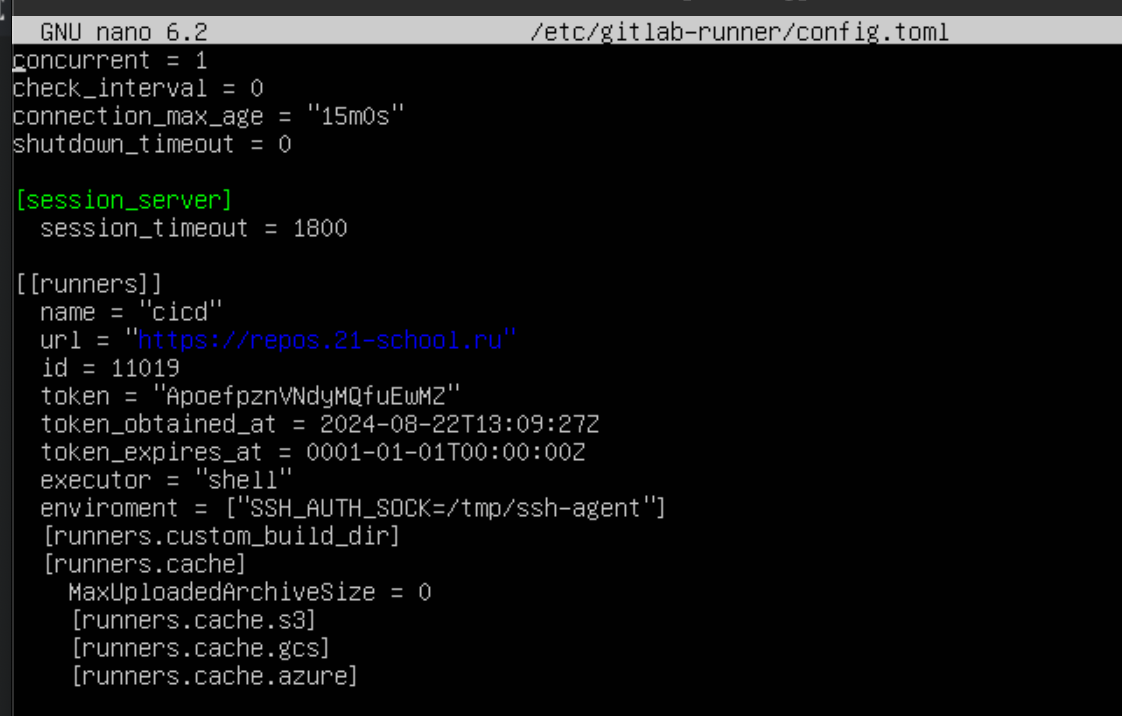 GNU nano 6.2 /etc/gitlab-runner/config.toml
concurrent = 1
check_interval = 0
connection_max_age = "15m0s"
shutdown_timeout = 0
[session_server]
session_timeout = 1800
[[runners]]
name = "cicd"
url = "https://repos.21-school.ru"
id = 11019
token = "ApoefpznVNdyMQfuEwMZ"
token_obtained_at = 2024-08-22T13:09:27Z
token_expires_at = 0001-01-01T00:00:00Z
executor = "shell"
enviroment = ["SSH_AUTH_SOCK=/tmp/ssh-agent"]
[runners.custom_build_dir]
[runners.cache]
MaxUploadedArchiveSize = 0
[runners.cache.s3]
[runners.cache.gcs]
[runners.cache.azure]